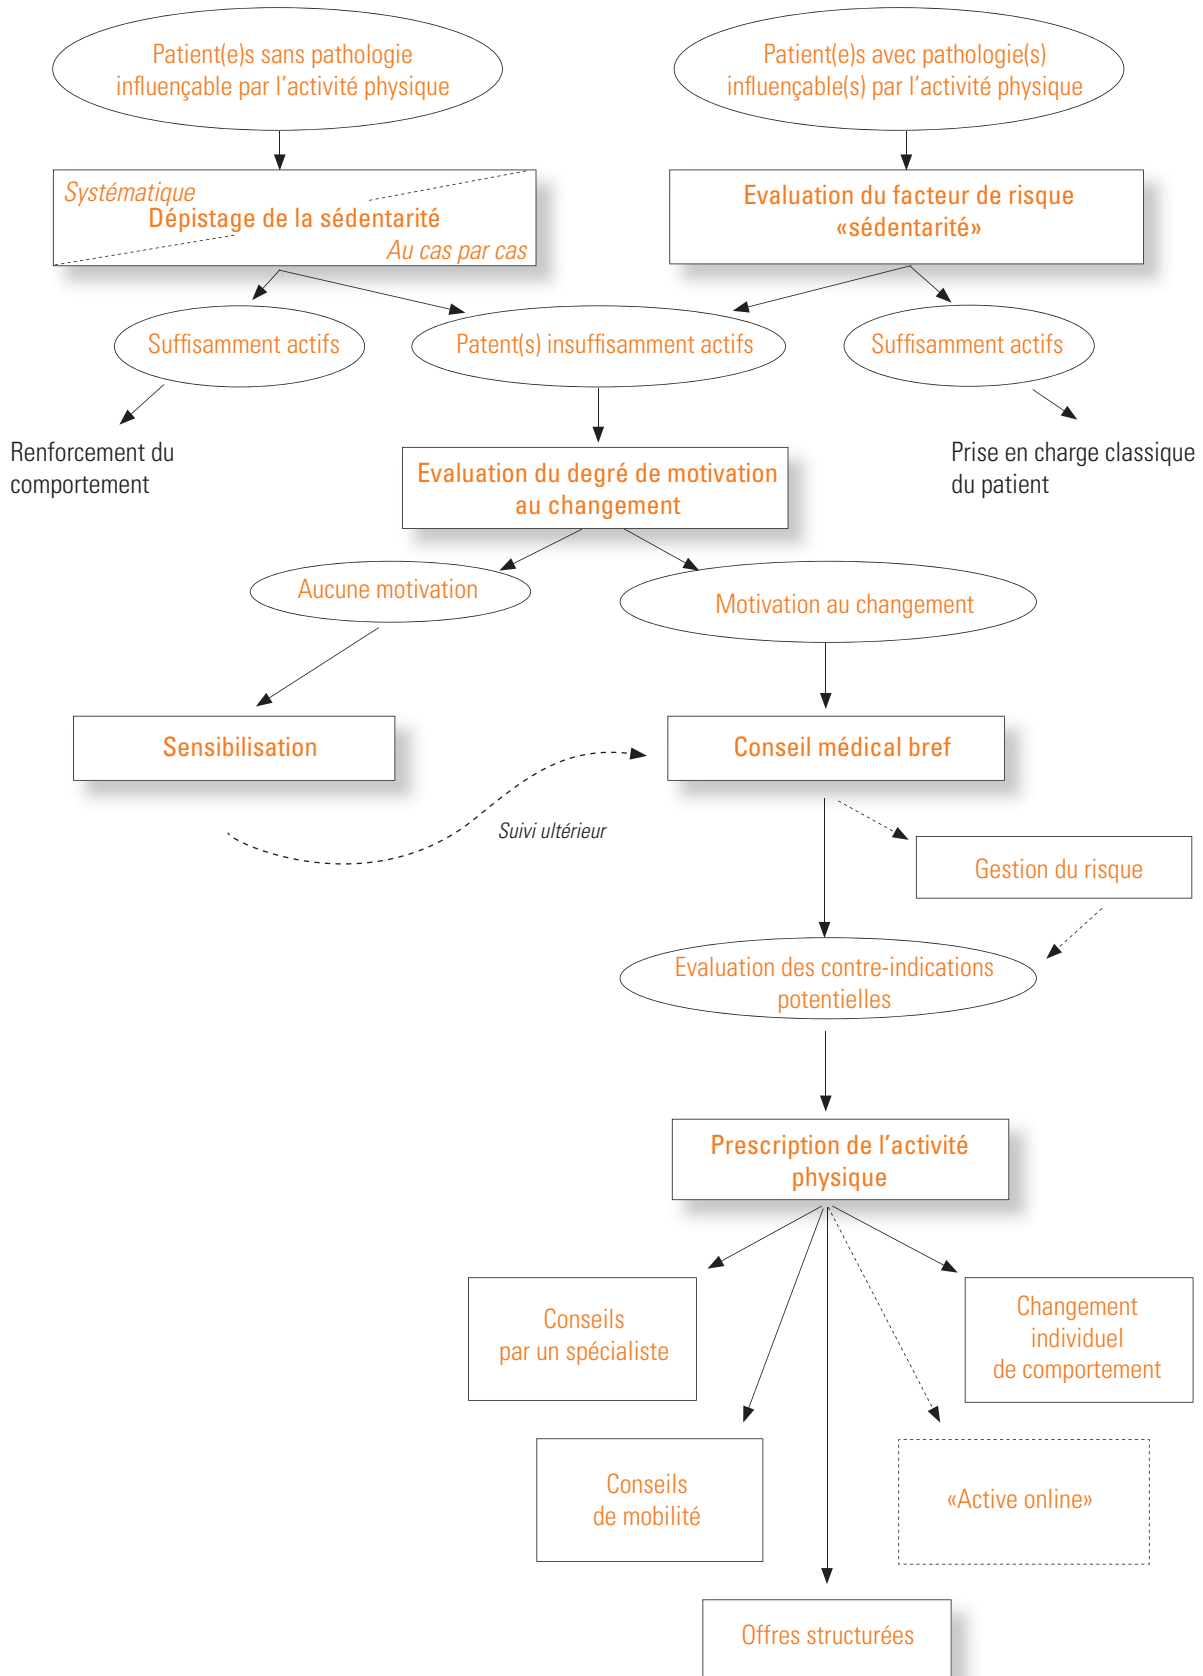 Patient(e)s sans pathologie
influençable par l’activité physique
Patient(e)s avec pathologie(s)
influençable(s) par l’activité physique
Systématique
Dépistage de la sédentarité
Au cas par cas
Evaluation du facteur de risque
«sédentarité»
Suffisamment actifs
Patent(s) insuffisamment actifs
Suffisamment actifs
Renforcement du
comportement
Evaluation du degré de motivation
au changement
Prise en charge classique
du patient
Aucune motivation
Motivation au changement
Sensibilisation
Conseil médical bref
Suivi ultérieur
Gestion du risque
Evaluation des contre-indications
potentielles
Prescription de l’activité
physique
Conseils
par un spécialiste
Changement
individuel
de comportement
Conseils
de mobilité
«Active online»
Offres structurées